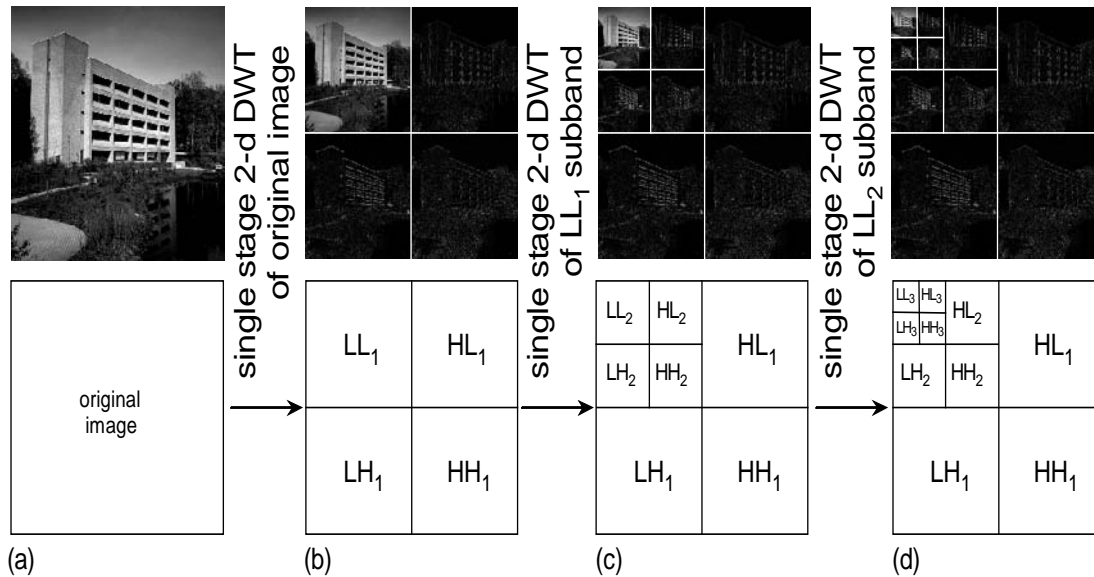 single stage 2-d DWT
of original image
single stage 2-d DWT
of LL1 subband
single stage 2-d DWT
of LL2 subband
original
image
LL1 HL1
LH1 HH1
LL2 HL2
LH2 HH2
HL1
LH1 HH1
LL3 HL3
LH3 HH3
HL2
LH2 HH2
HL1
LH1 HH1
(a) (b) (c) (d)